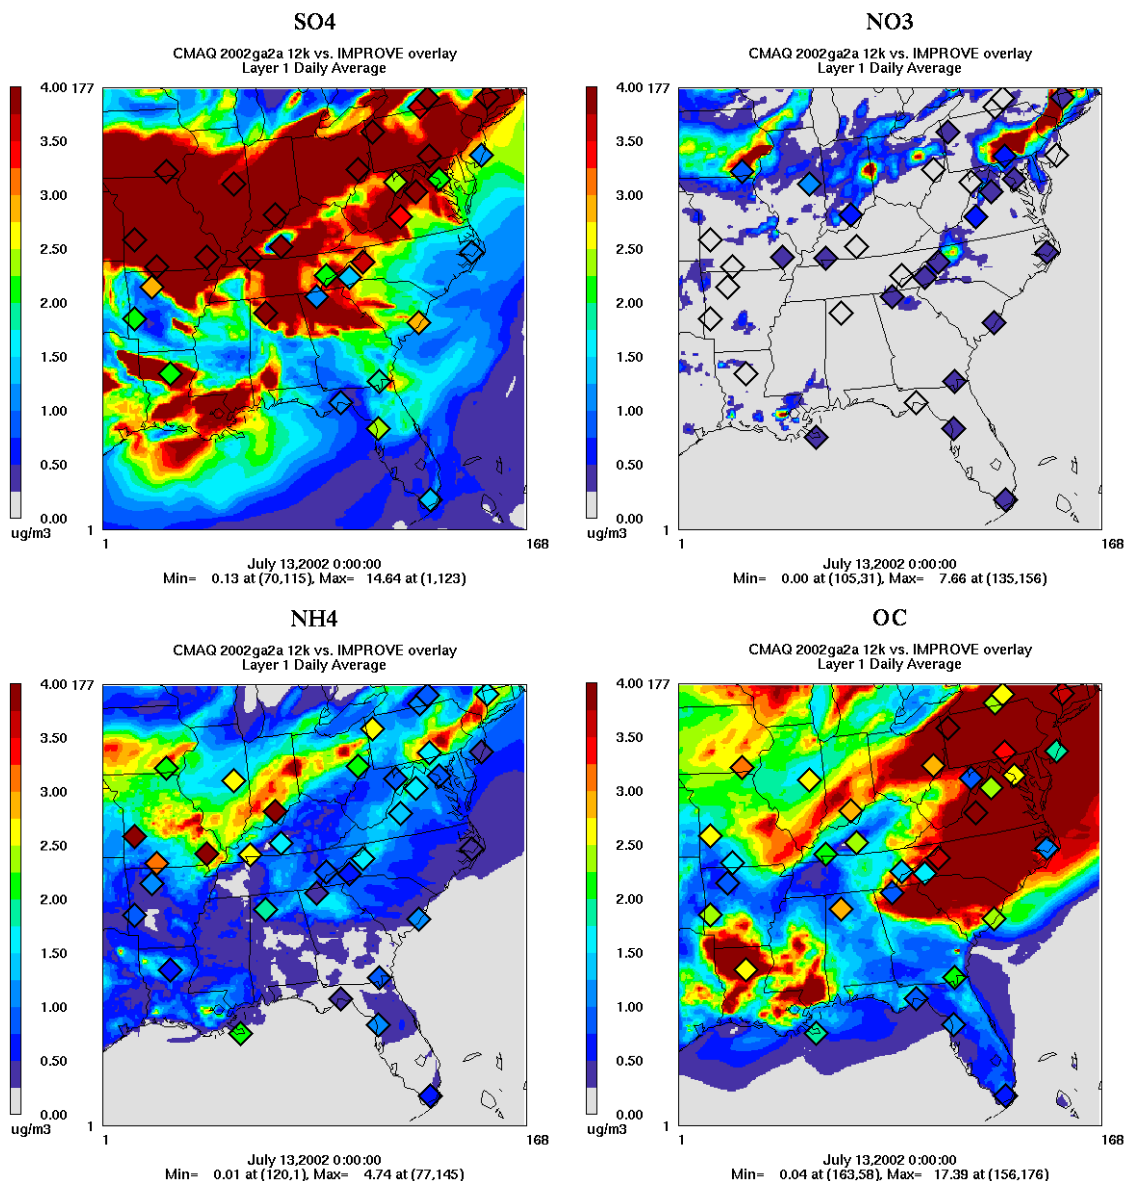 SO4
CMAQ 2002ga2a 12k vs. IMPROVE overlay
Layer 1 Daily Average
4.00 177
3.50
3.00
2.50
2.00
1.50
1.00
0.50
0.00
ug/m3
1
1 168
July 13,2002 0:00:00
Min= 0.13 at (70,115), Max= 14.64 at (1,123)
NO3
CMAQ 2002ga2a 12k vs. IMPROVE overlay
Layer 1 Daily Average
4.00 177
3.50
3.00
2.50
2.00
1.50
1.00
0.50
0.00
ug/m3
1
1 168
July 13,2002 0:00:00
Min= 0.00 at (105,31), Max= 7.66 at (135,156)
NH4
CMAQ 2002ga2a 12k vs. IMPROVE overlay
Layer 1 Daily Average
4.00 177
3.50
3.00
2.50
2.00
1.50
1.00
0.50
0.00
ug/m3
1
1 168
July 13,2002 0:00:00
Min= 0.01 at (120,1), Max= 4.74 at (77,145)
OC
CMAQ 2002ga2a 12k vs. IMPROVE overlay
Layer 1 Daily Average
4.00 177
3.50
3.00
2.50
2.00
1.50
1.00
0.50
0.00
ug/m3
1
1 168
July 13,2002 0:00:00
Min= 0.04 at (163,58), Max= 17.39 at (156,176)